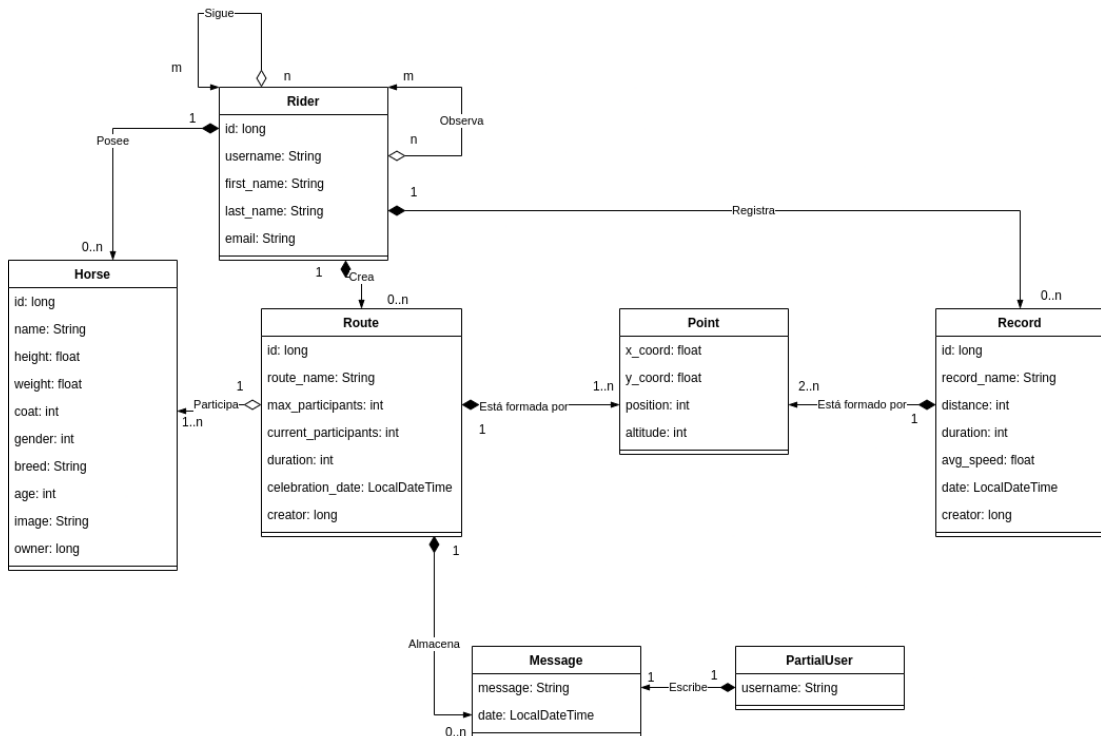 Sigue
m
n
m
Rider
1
id: long
Observa
Posee
n
username: String
first_name: String
1
last_name: String
Registra
email: String
0..n
1
Crea
Horse
0..n
0..n
id: long
Route
Point
Record
name: String
id: long
x_coord: float
id: long
height: float
route_name: String
y_coord: float
record_name: String
weight: float
1
1..n
2..n
Participa
max_participants: int
Está formada por
position: int
Está formado por
distance: int
coat: int
1..n
1
1
gender: int
current_participants: int
altitude: int
duration: int
breed: String
duration: int
avg_speed: float
age: int
celebration_date: LocalDateTime
date: LocalDateTime
image: String
creator: long
creator: long
owner: long
1
Almacena
Message
PartialUser
message: String
1
Escribe
1
username: String
date: LocalDateTime
0..n